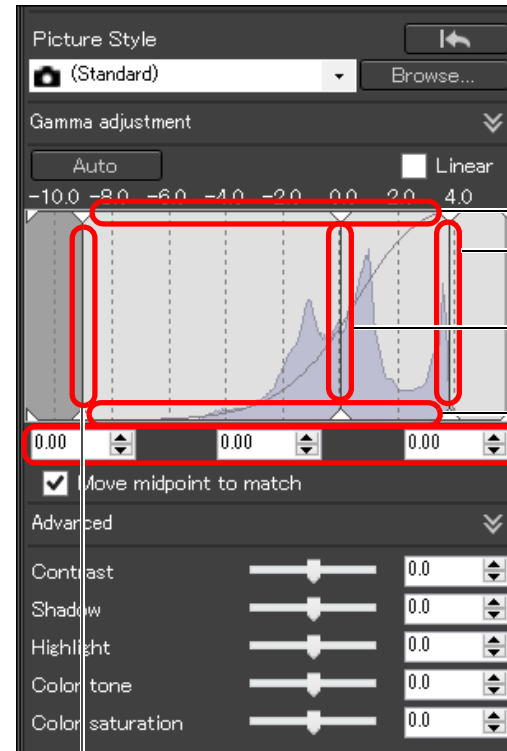 Picture Style
(Standard) Browse...
Gamma adjustment
Auto Linear
-10.0 -8.0 -6.0 -4.0 -2.0 0.0 2.0 4.0
0.00 0.00 0.00
Move midpoint to match
Advanced
Contrast 0.0
Shadow 0.0
Highlight 0.0
Color tone 0.0
Color saturation 0.0